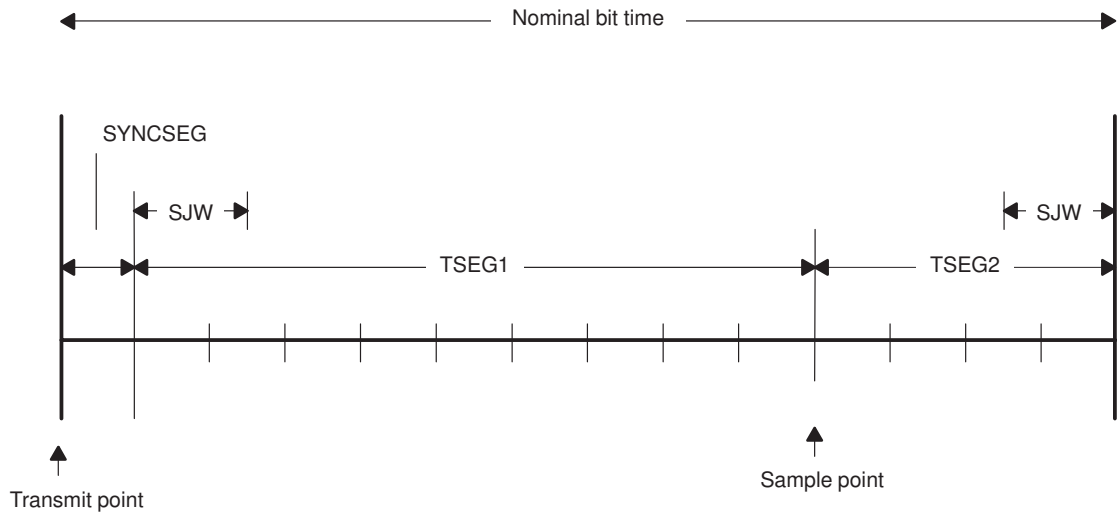 Nominal bit time
SYNCSEG
SJW
SJW
TSEG1
TSEG2
Transmit point
Sample point